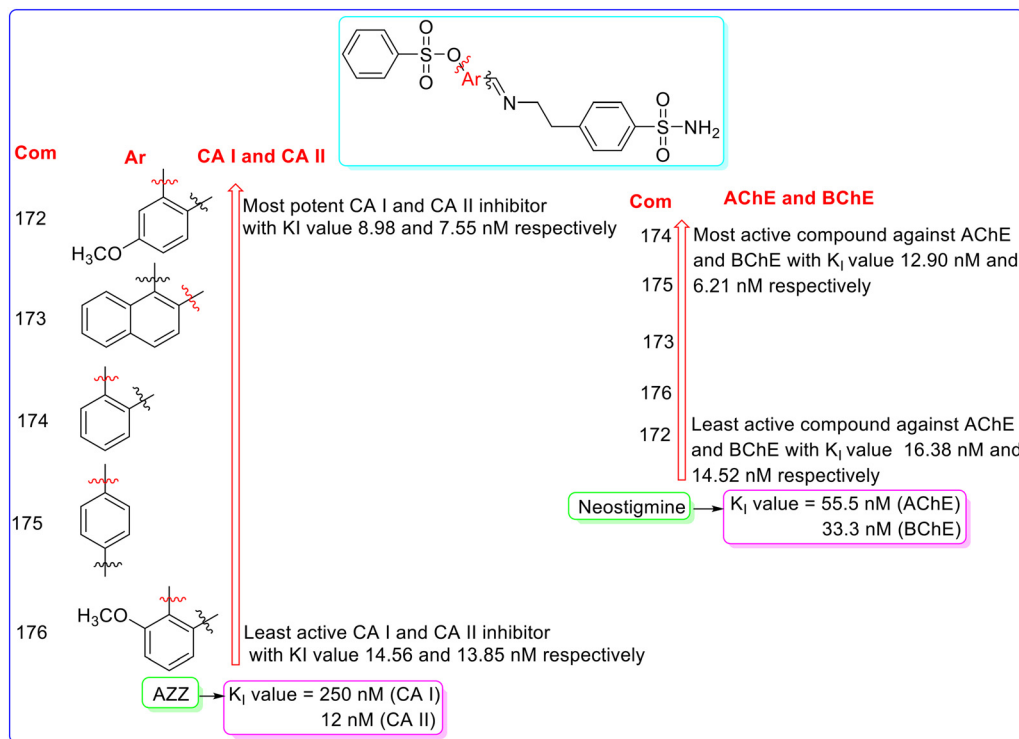 O
S
O
O
Ar
N
O
S
NH2
O
Com
Ar
CA I and CA II
172
H3CO
Most potent CA I and CA II inhibitor
with KI value 8.98 and 7.55 nM respectively
173
174
175
176
H3CO
Least active CA I and CA II inhibitor
with KI value 14.56 and 13.85 nM respectively
AZZ
KI value = 250 nM (CA I)
12 nM (CA II)
Com
AChE and BChE
174
Most active compound against AChE
and BChE with KI value 12.90 nM and
175
6.21 nM respectively
173
176
172
Least active compound against AChE
and BChE with KI value 16.38 nM and
14.52 nM respectively
Neostigmine
KI value = 55.5 nM (AChE)
33.3 nM (BChE)